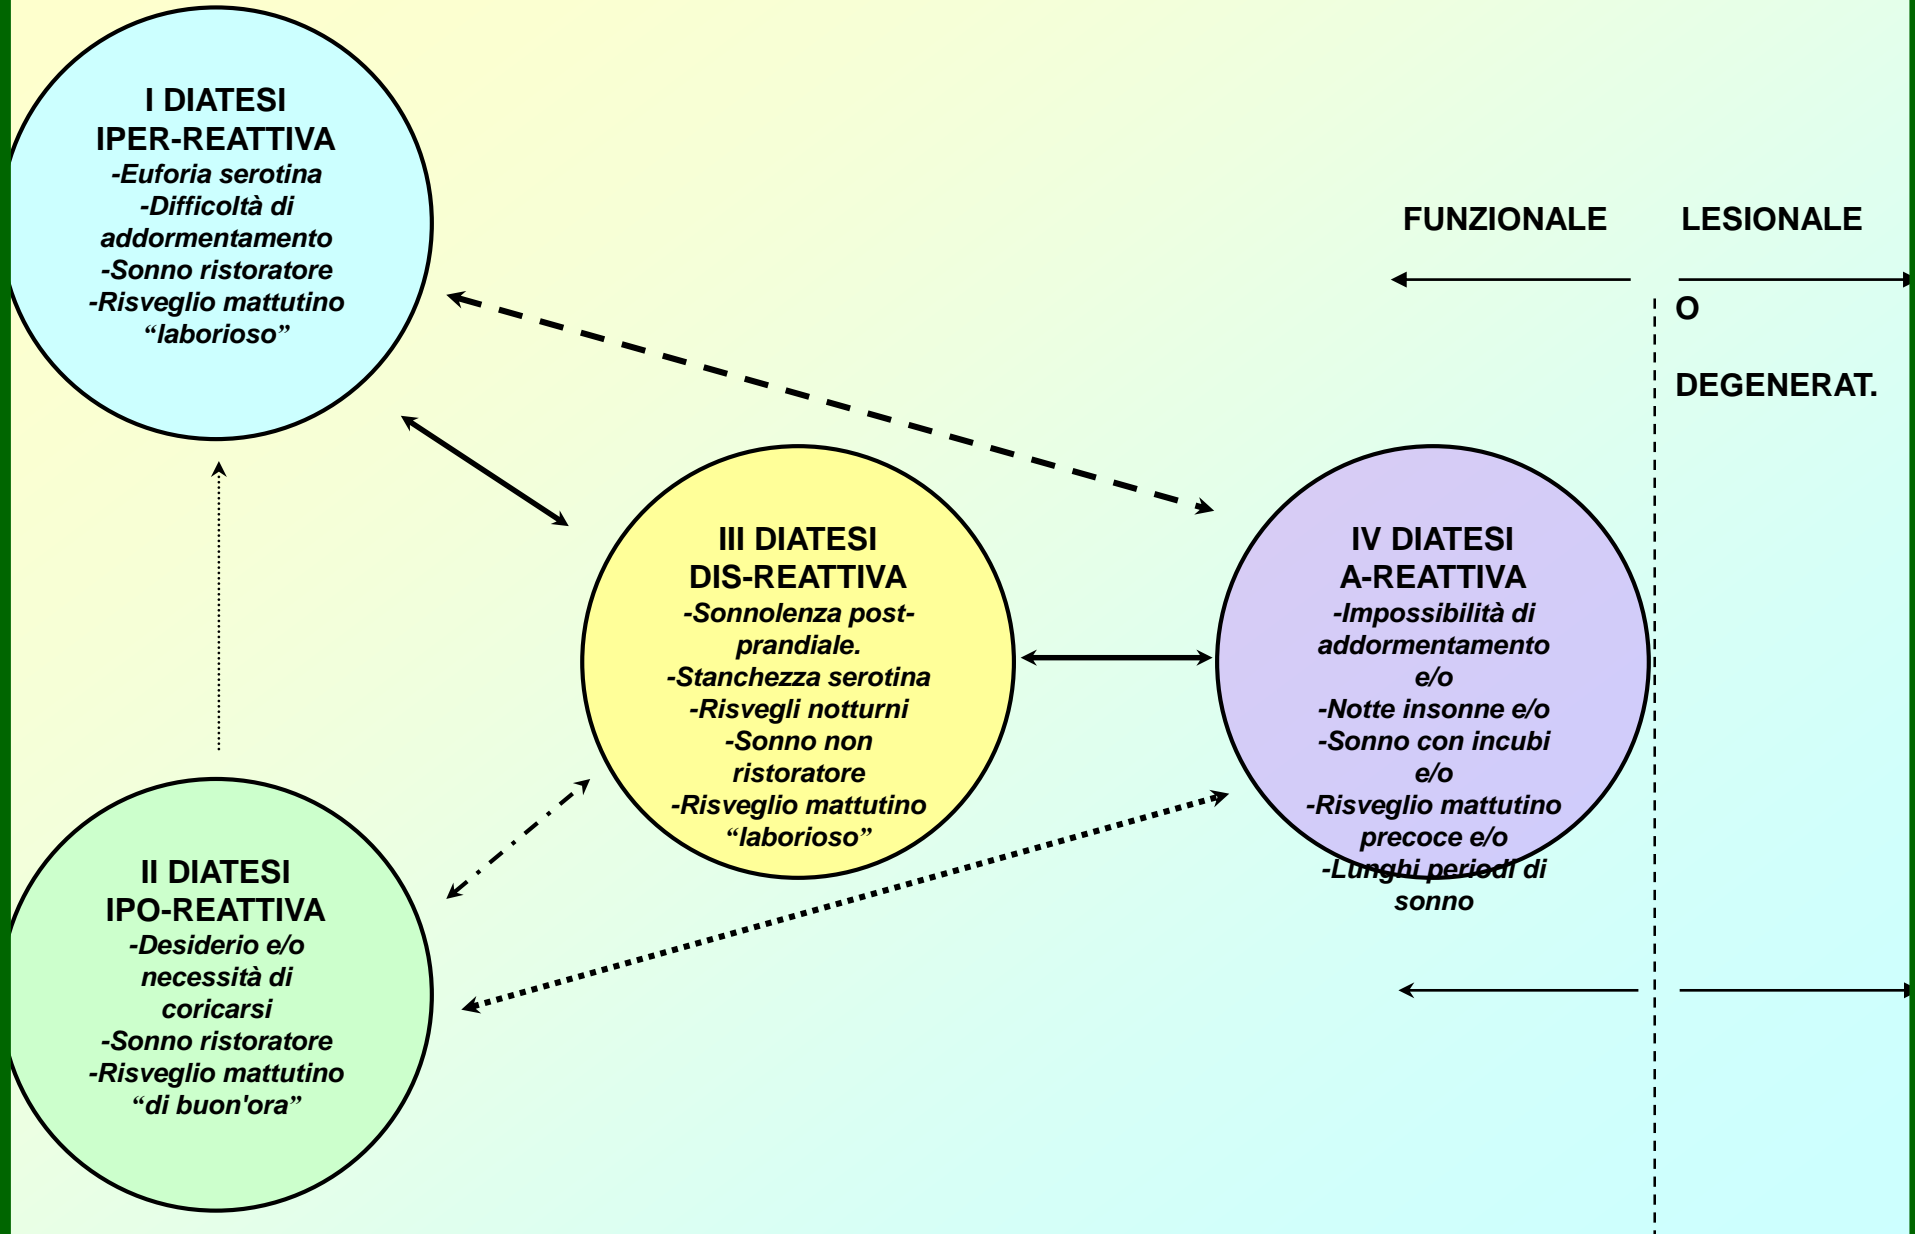 I DIATESI
IPER-REATTIVA
-Euforia serotina
-Difficoltà di
addormentamento
-Sonno ristoratore
-Risveglio mattutino
“laborioso”
FUNZIONALE
LESIONALE
O
DEGENERAT.
III DIATESI
DIS-REATTIVA
-Sonnolenza post-
prandiale.
-Stanchezza serotina
-Risvegli notturni
-Sonno non
ristoratore
-Risveglio mattutino
“laborioso”
IV DIATESI
A-REATTIVA
-Impossibilità di
addormentamento
e/o
-Notte insonne e/o
-Sonno con incubi
e/o
-Risveglio mattutino
precoce e/o
-Lunghi periodi di
sonno
II DIATESI
IPO-REATTIVA
-Desiderio e/o
necessità di
coricarsi
-Sonno ristoratore
-Risveglio mattutino
“di buon'ora”